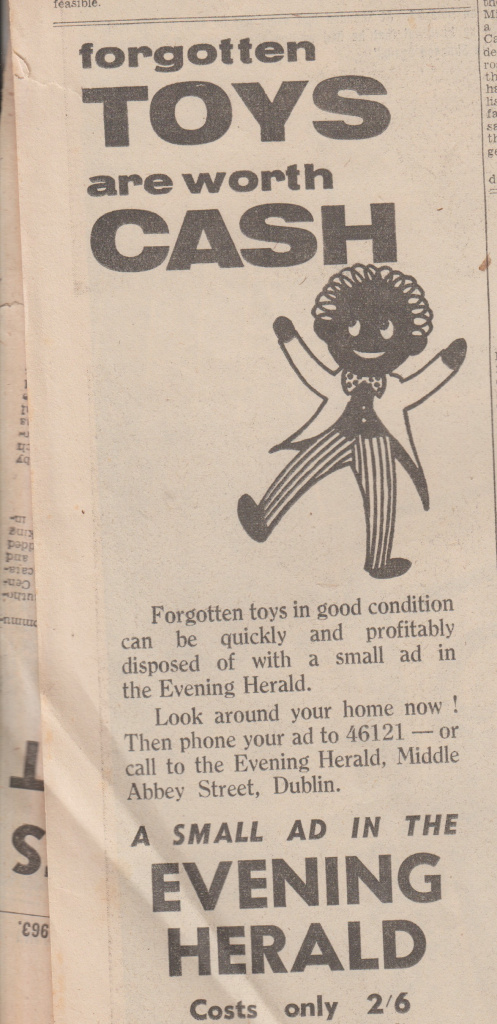 feasible.
forgotten
TOYS
are worth
CASH
Forgotten toys in good condition
can be quickly and profitably
disposed of with a small ad in
the Evening Herald.
Look around your home now !
Then phone your ad to 46121 — or
call to the Evening Herald, Middle
Abbey Street, Dublin.
A SMALL AD IN THE
EVENING
HERALD
Costs only 2/6